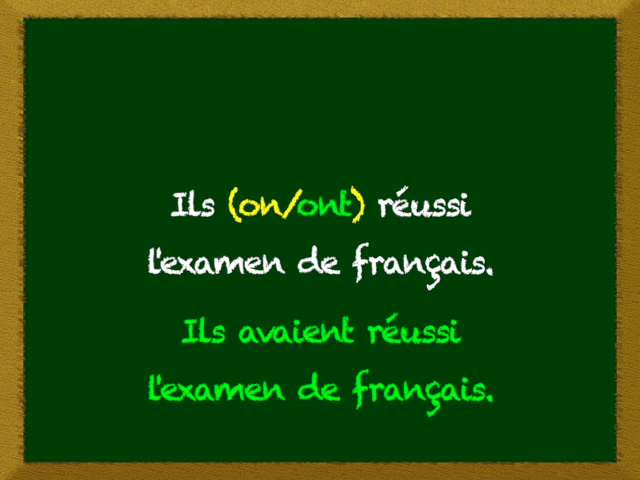 Ils (on/ont) réussi
l'examen de français.
Ils avaient réussi
l'examen de français.